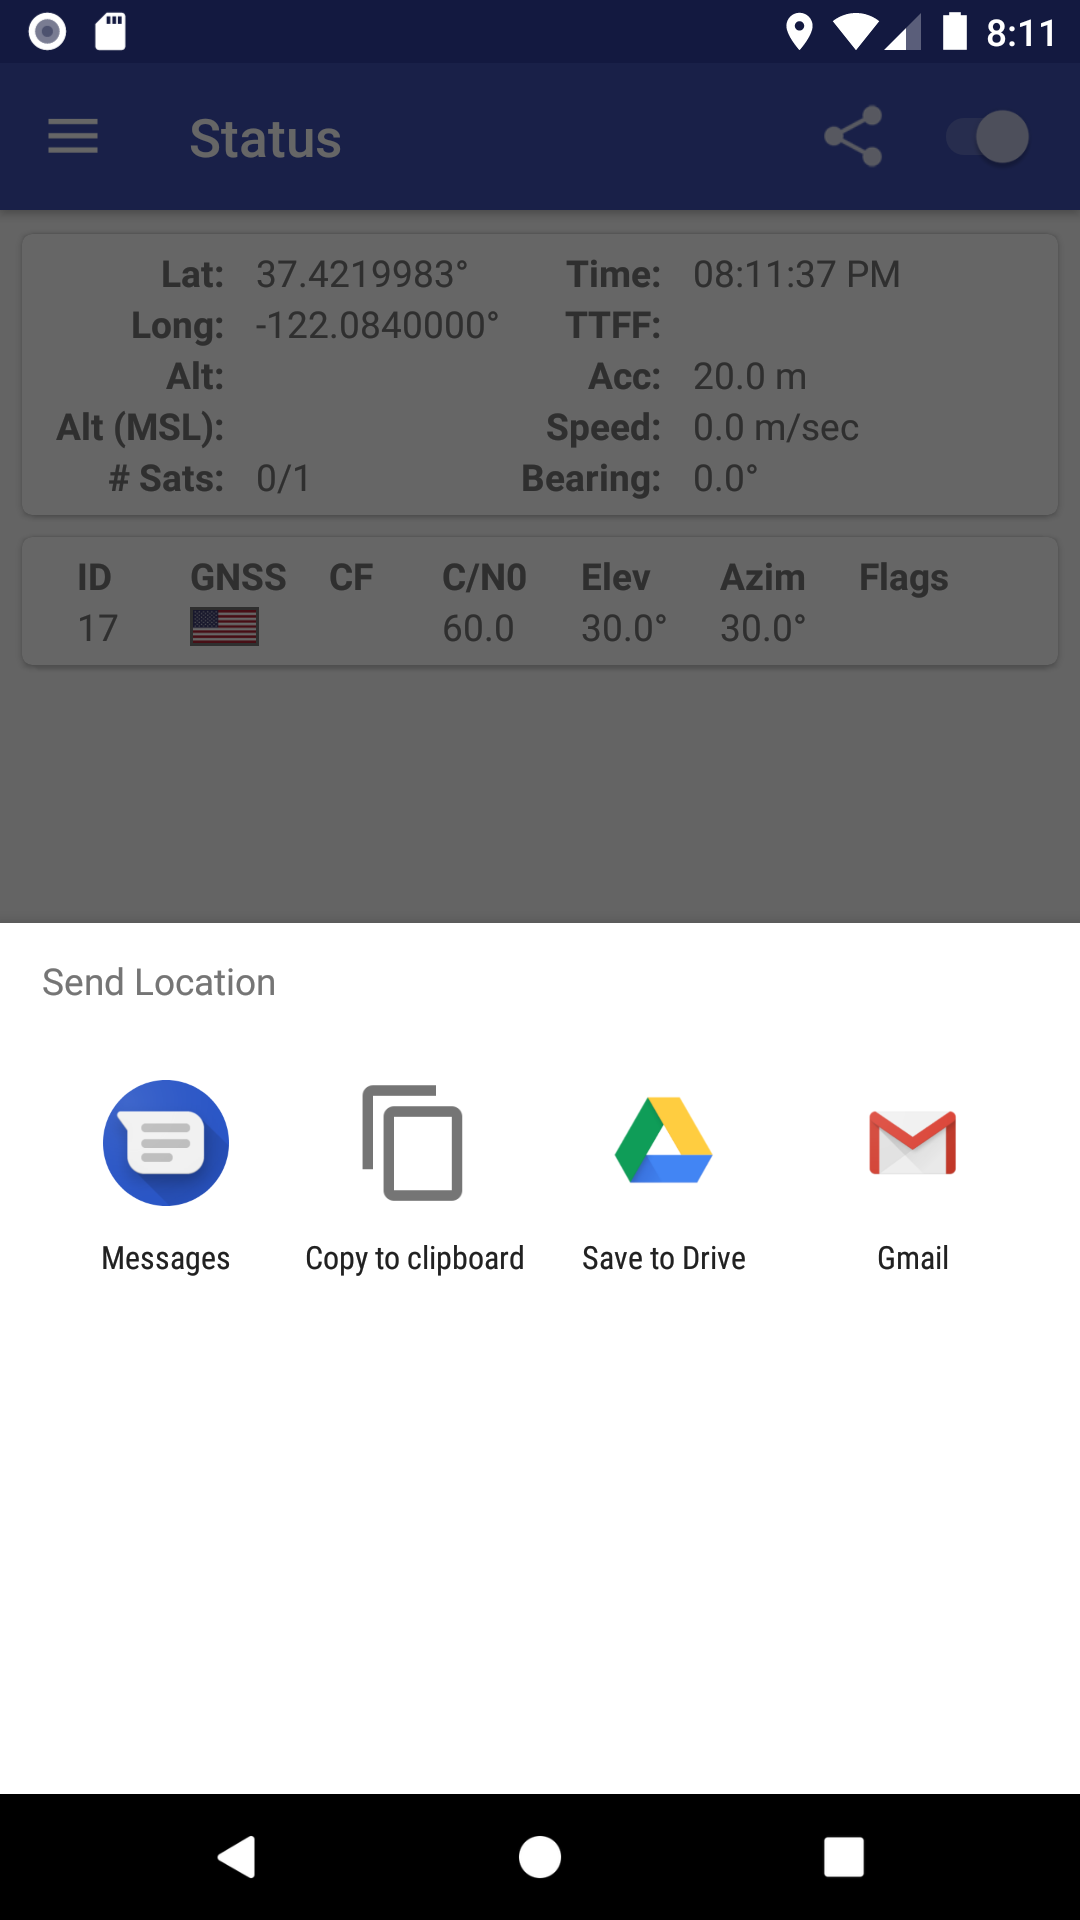 8:11
Status
Lat: 37.4219983° Time: 08:11:37 PM
Long: -122.0840000° TTFF:
Alt: Acc: 20.0 m
Alt (MSL): Speed: 0.0 m/sec
# Sats: 0/1 Bearing: 0.0°
ID GNSS CF C/N0 Elev Azim Flags
17 60.0 30.0° 30.0°
Send Location
Messages Copy to clipboard Save to Drive Gmail